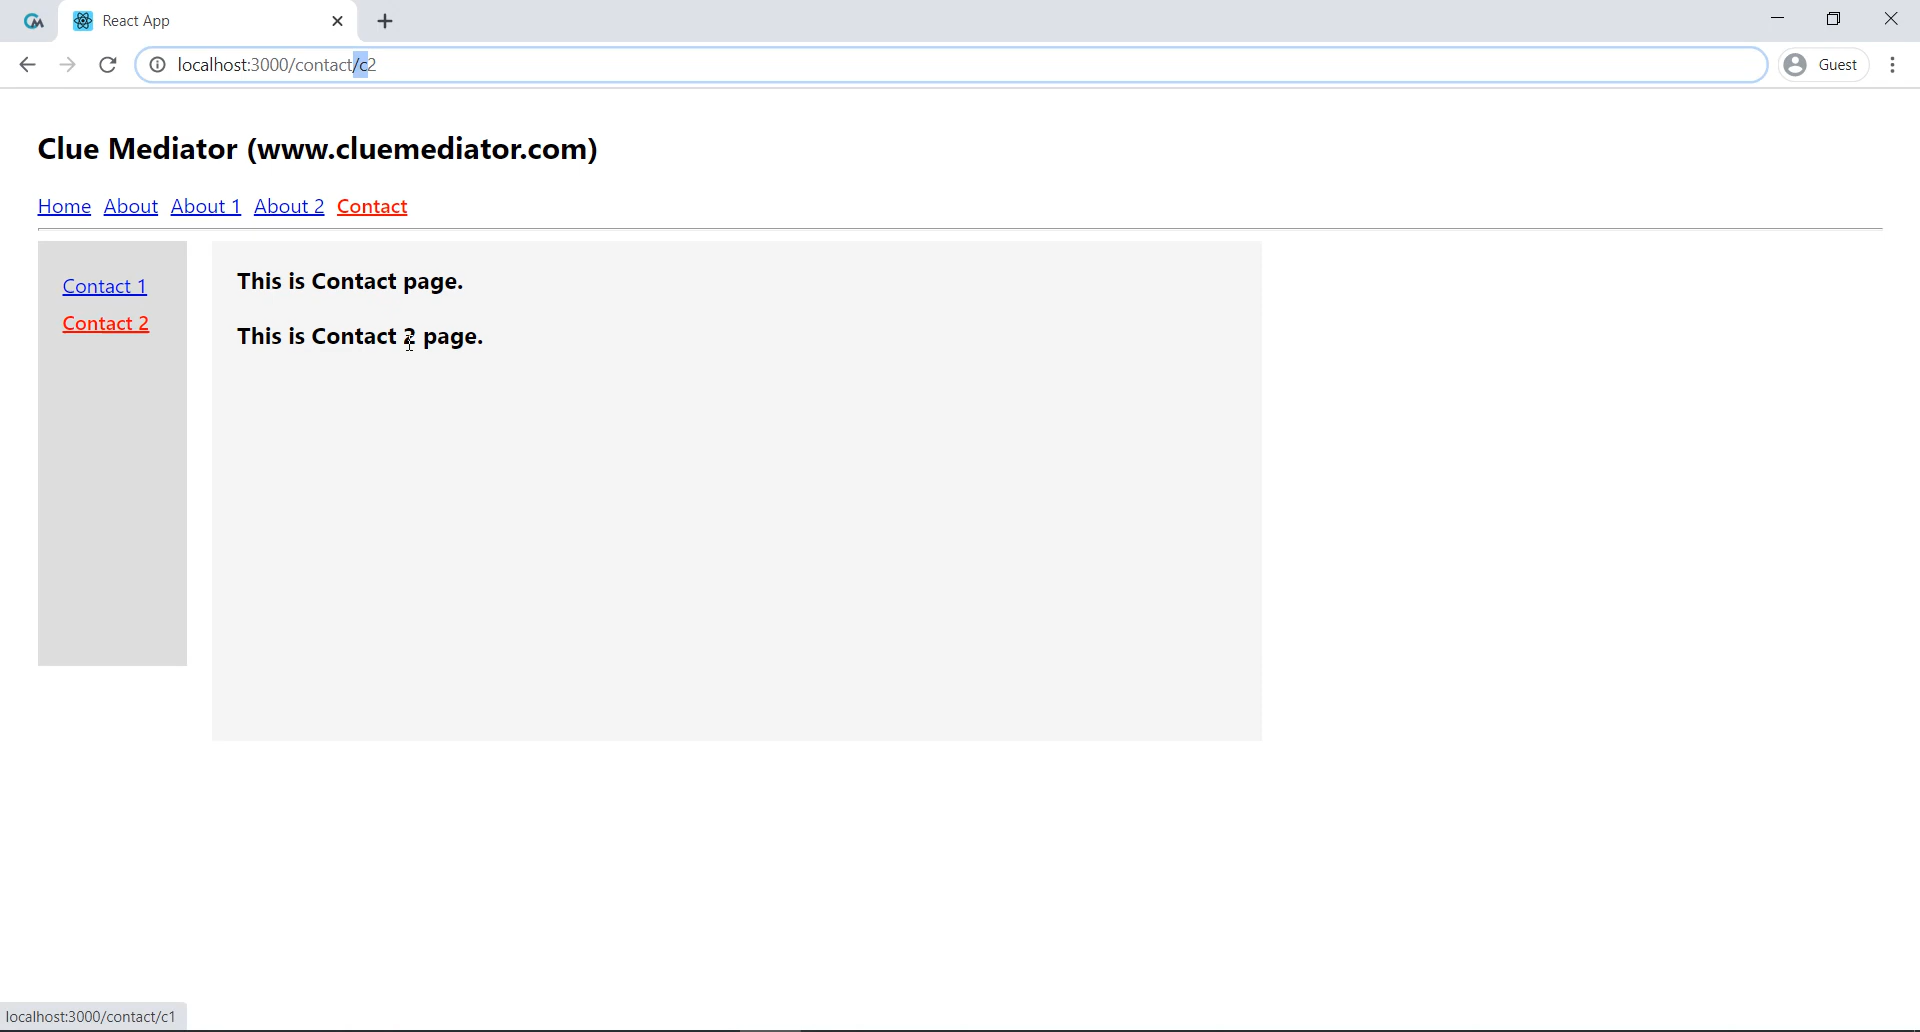 React App
localhost:3000/contact/c2
Guest
Clue Mediator (www.cluemediator.com)
Home About About 1 About 2 Contact
Contact 1
Contact 2
This is Contact page.
This is Contact 2 page.
localhost:3000/contact/c1